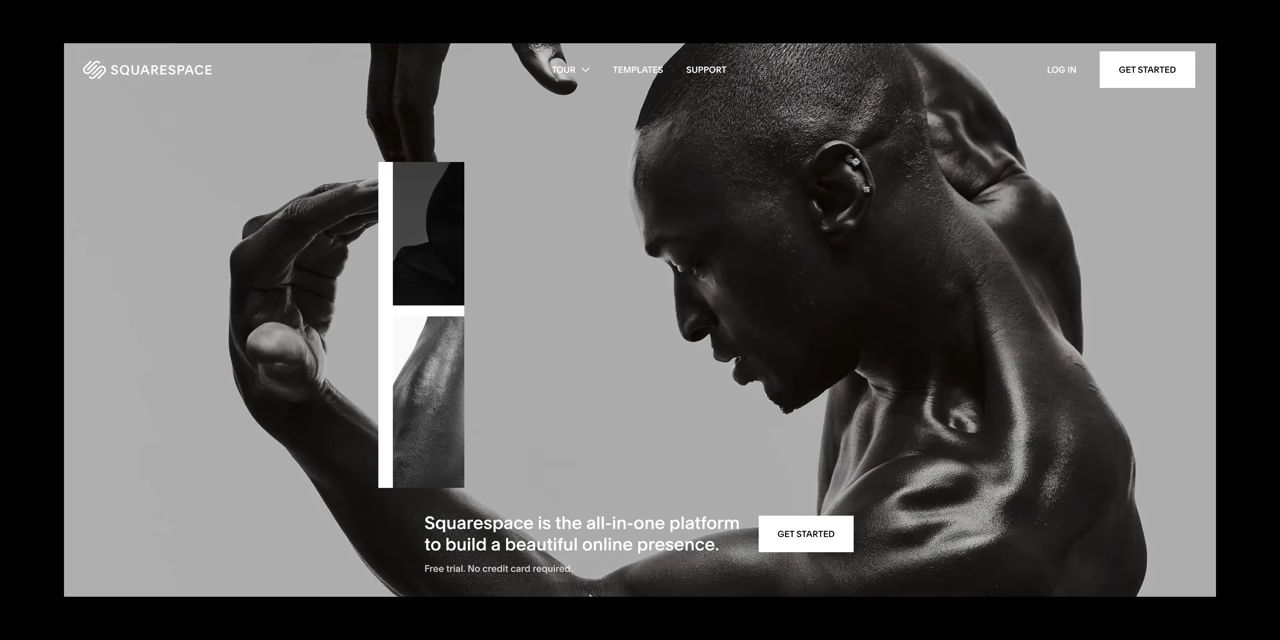 SQUARESPACE
TOUR
TEMPLATES
SUPPORT
LOG IN
GET STARTED
Squarespace is the all-in-one platform
to build a beautiful online presence.
GET STARTED
Free trial. No credit card required.